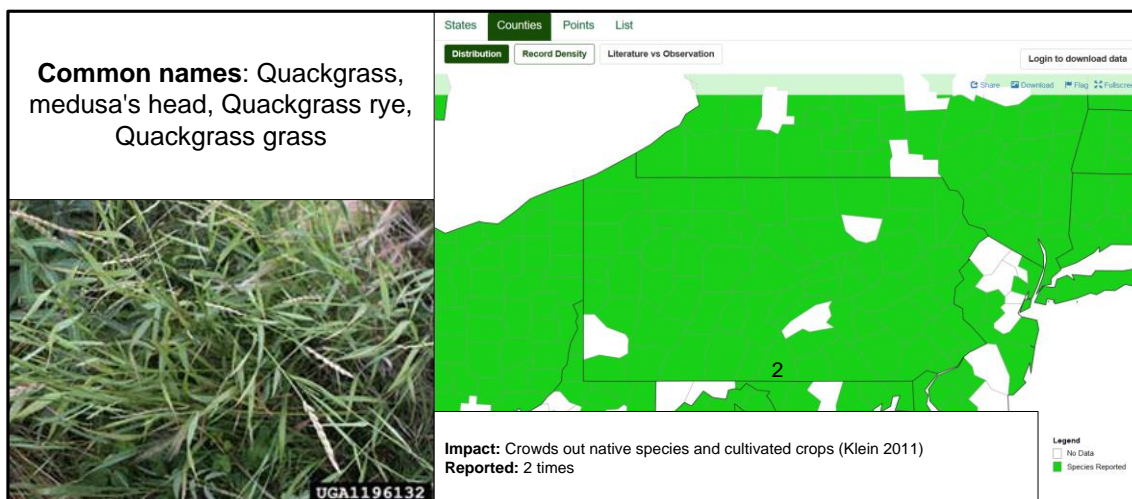 Common names: Quackgrass,
medusa's head, Quackgrass rye,
Quackgrass grass
States Counties Points List
Distribution Record Density Literature vs Observation
Login to download data
Share Download Flag Fullscreen
2
Impact: Crowds out native species and cultivated crops (Klein 2011)
Reported: 2 times
Legend
No Data
Species Reported
UGA1196132